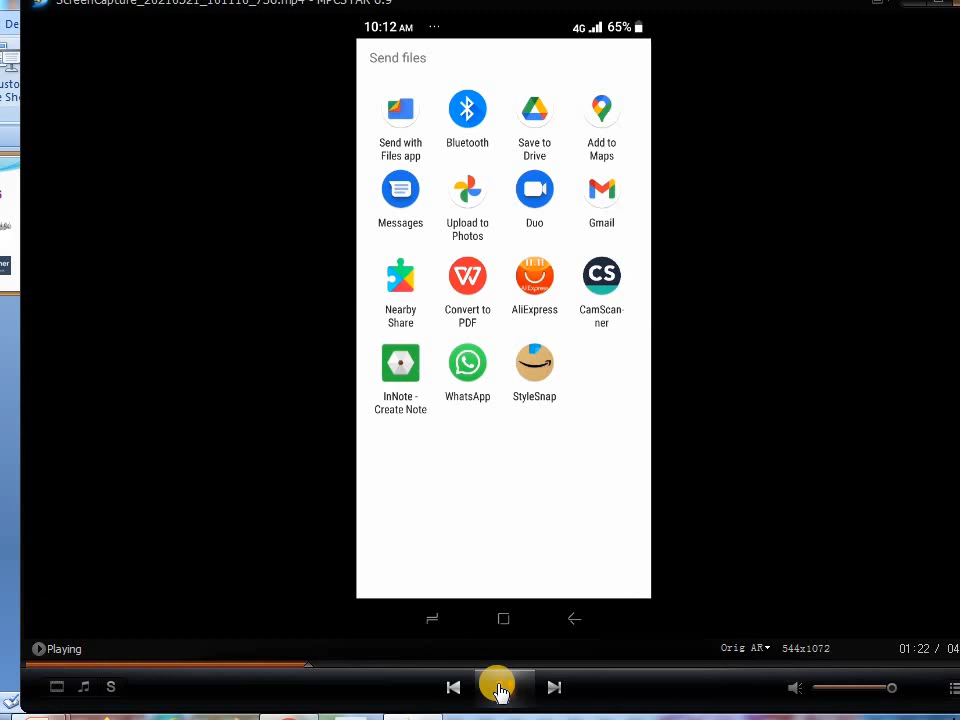 10:12 AM ... 4G 65%
Send files
Send with
Files app
Bluetooth
Save to
Drive
Add to
Maps
Messages
Upload to
Photos
Duo
Gmail
Nearby
Share
Convert to
PDF
AliExpress
CamScan-
ner
InNote -
Create Note
WhatsApp
StyleSnap
Playing
Orig AR 544x1072 01:22 / 04
S